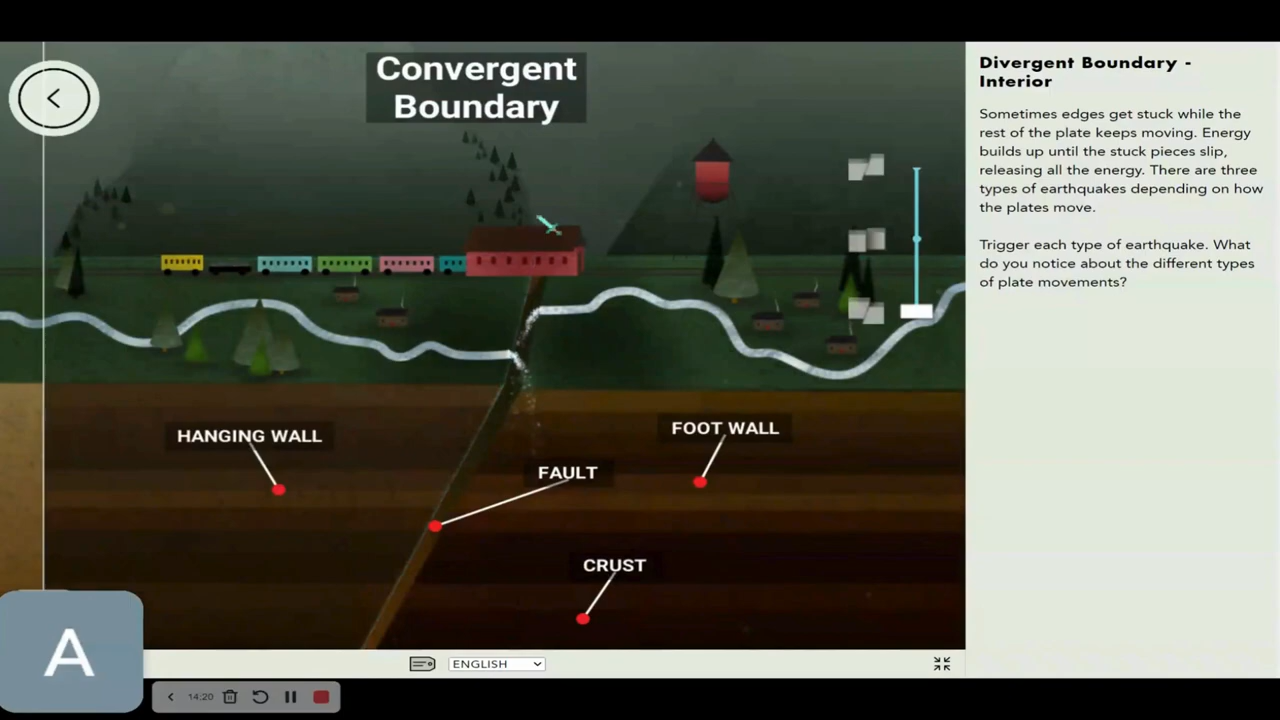 Convergent
Boundary
HANGING WALL
FAULT
FOOT WALL
CRUST
Divergent Boundary -
Interior
Sometimes edges get stuck while the
rest of the plate keeps moving. Energy
builds up until the stuck pieces slip,
releasing all the energy. There are three
types of earthquakes depending on how
the plates move.
Trigger each type of earthquake. What
do you notice about the different types
of plate movements?
A
ENGLISH
14:20